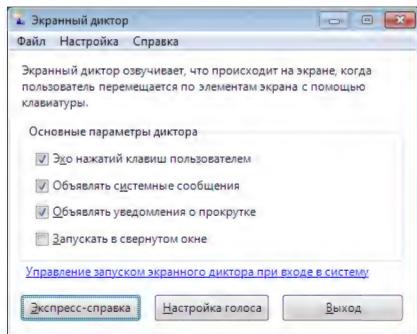 Экранный диктор
Файл Настройка Справка
Экранный диктор озвучивает, что происходит на экране, когда
пользователь перемещается по элементам экрана с помощью
клавиатуры.
Основные параметры диктора
Эхо нажатий клавиш пользователем
Объявлять системные сообщения
Объявлять уведомления о прокрутке
Запускать в свернутом окне
Управление запуском экранного диктора при входе в систему
Экспресс-справка Настройка голоса Выход